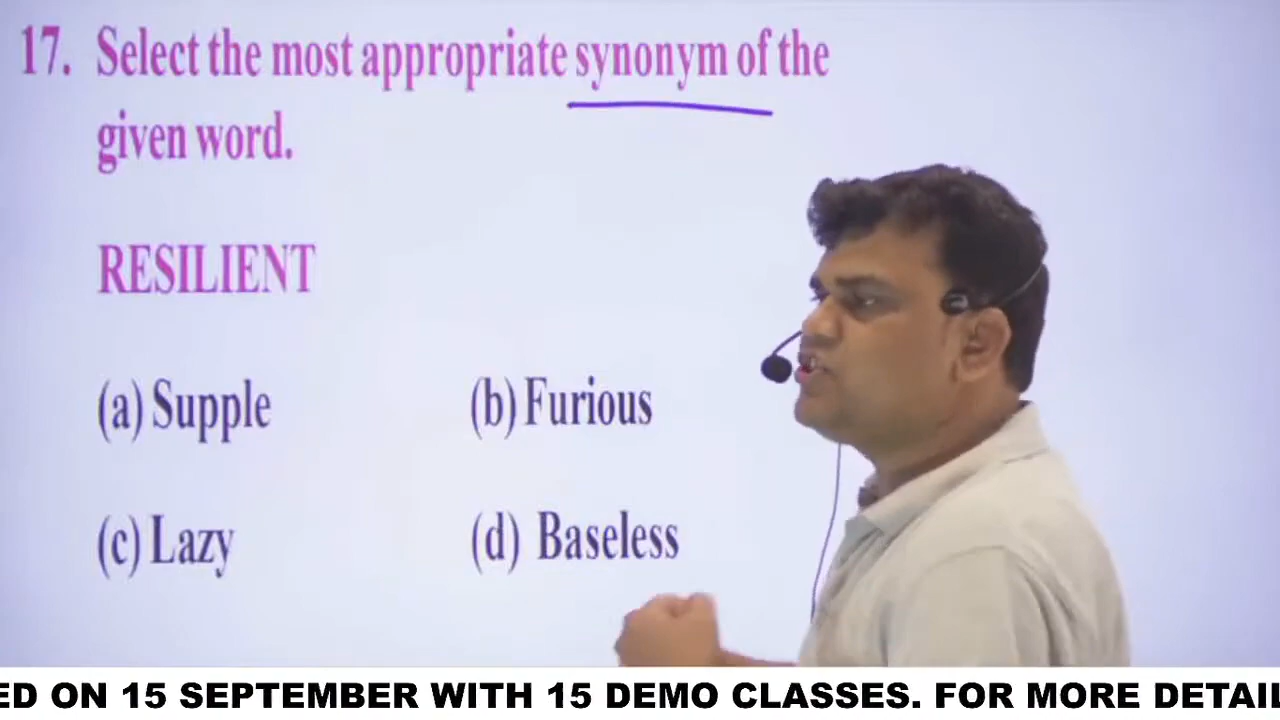 17. Select the most appropriate synonym of the
given word.
RESILIENT
(a) Supple (b) Furious
(c) Lazy (d) Baseless
ED ON 15 SEPTEMBER WITH 15 DEMO CLASSES. FOR MORE DETAI